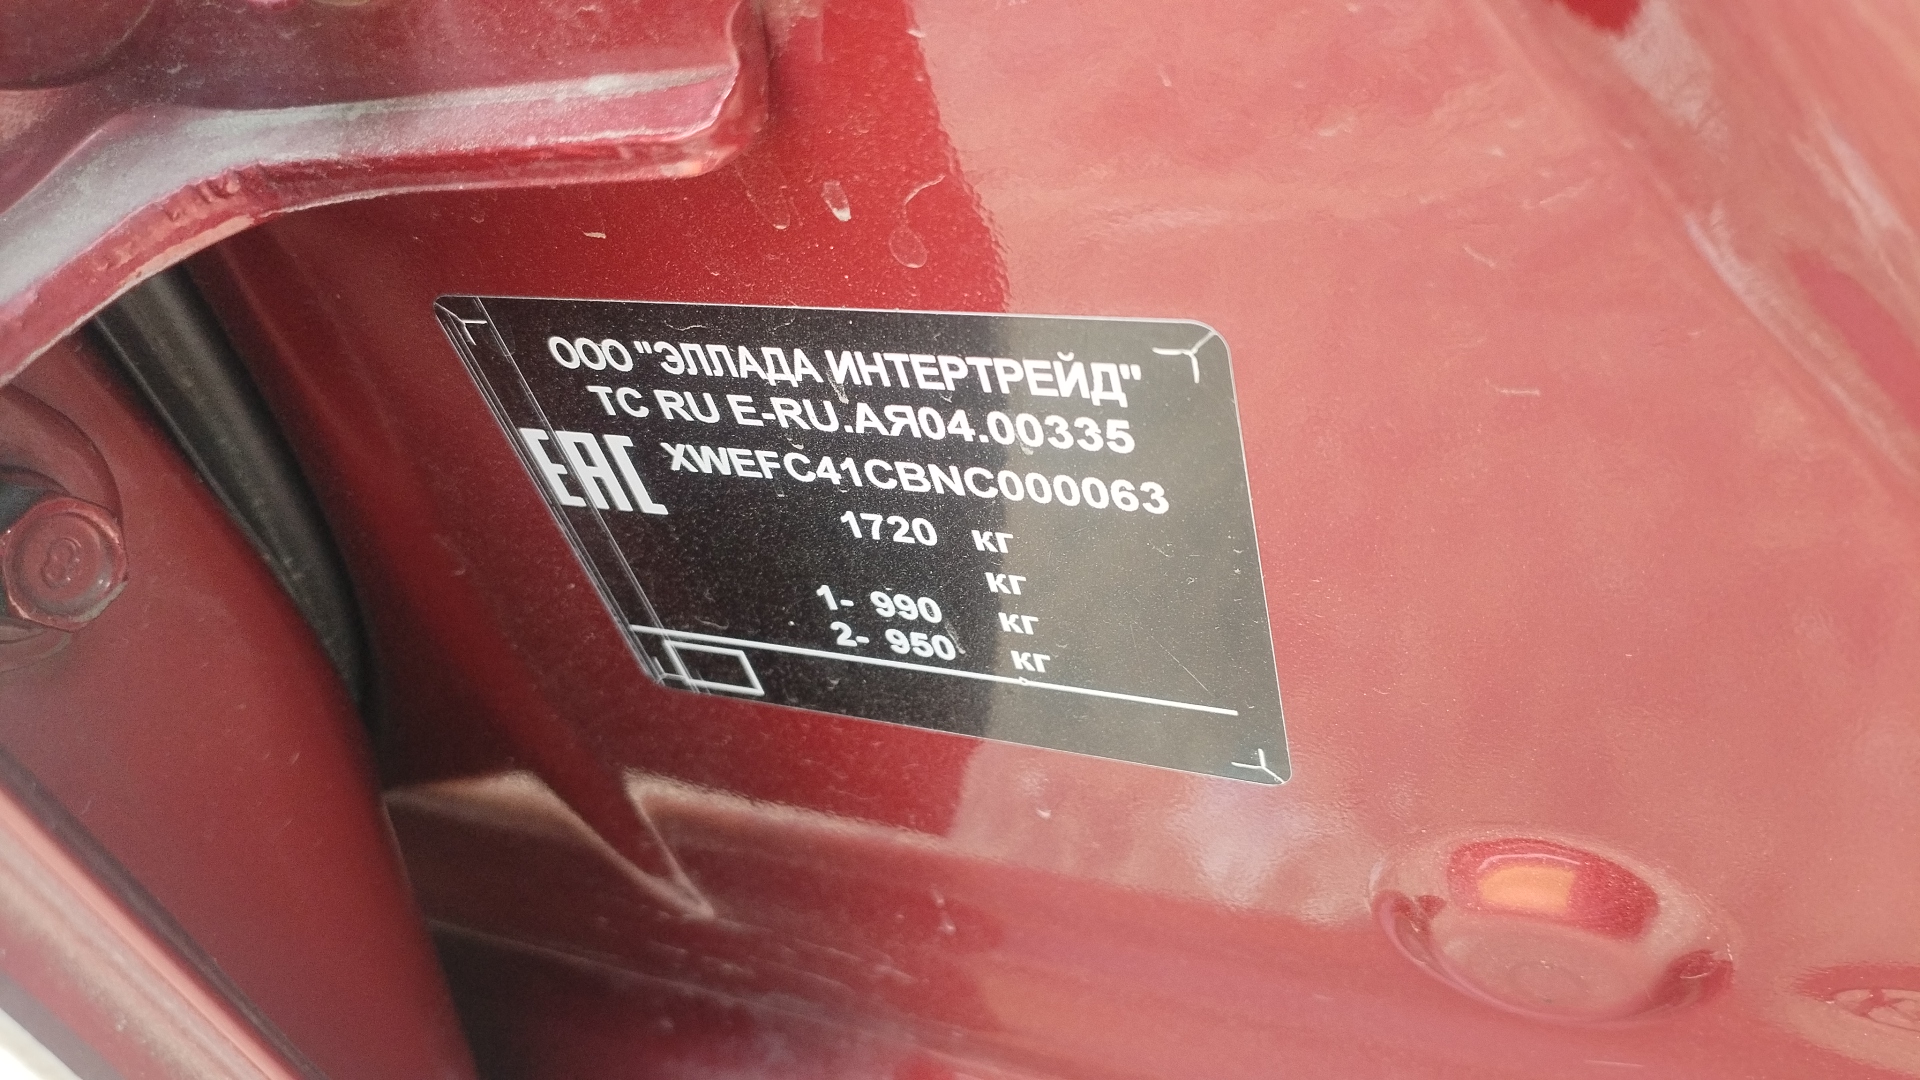 ООО "ЭЛЛАДА ИНТЕРТРЕЙД"
ТС RU E-RU.АЯ04.00335
EAC XWEFC41CBNC000063
1720 кг
кг
1- 990 кг
2- 950 кг